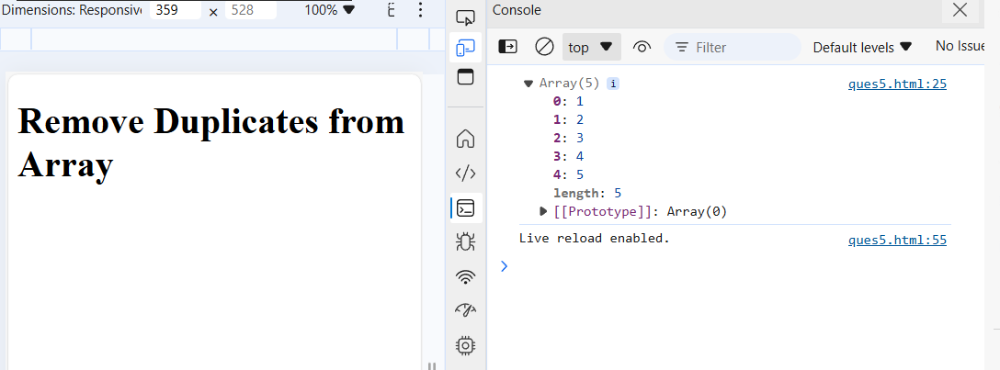 Dimensions: Responsiv 359 × 528 100%
Console
top Filter Default levels No Issue
Remove Duplicates from
Array
Array(5) i ques5.html:25
0: 1
1: 2
2: 3
3: 4
4: 5
length: 5
[[Prototype]]: Array(0)
Live reload enabled. ques5.html:55